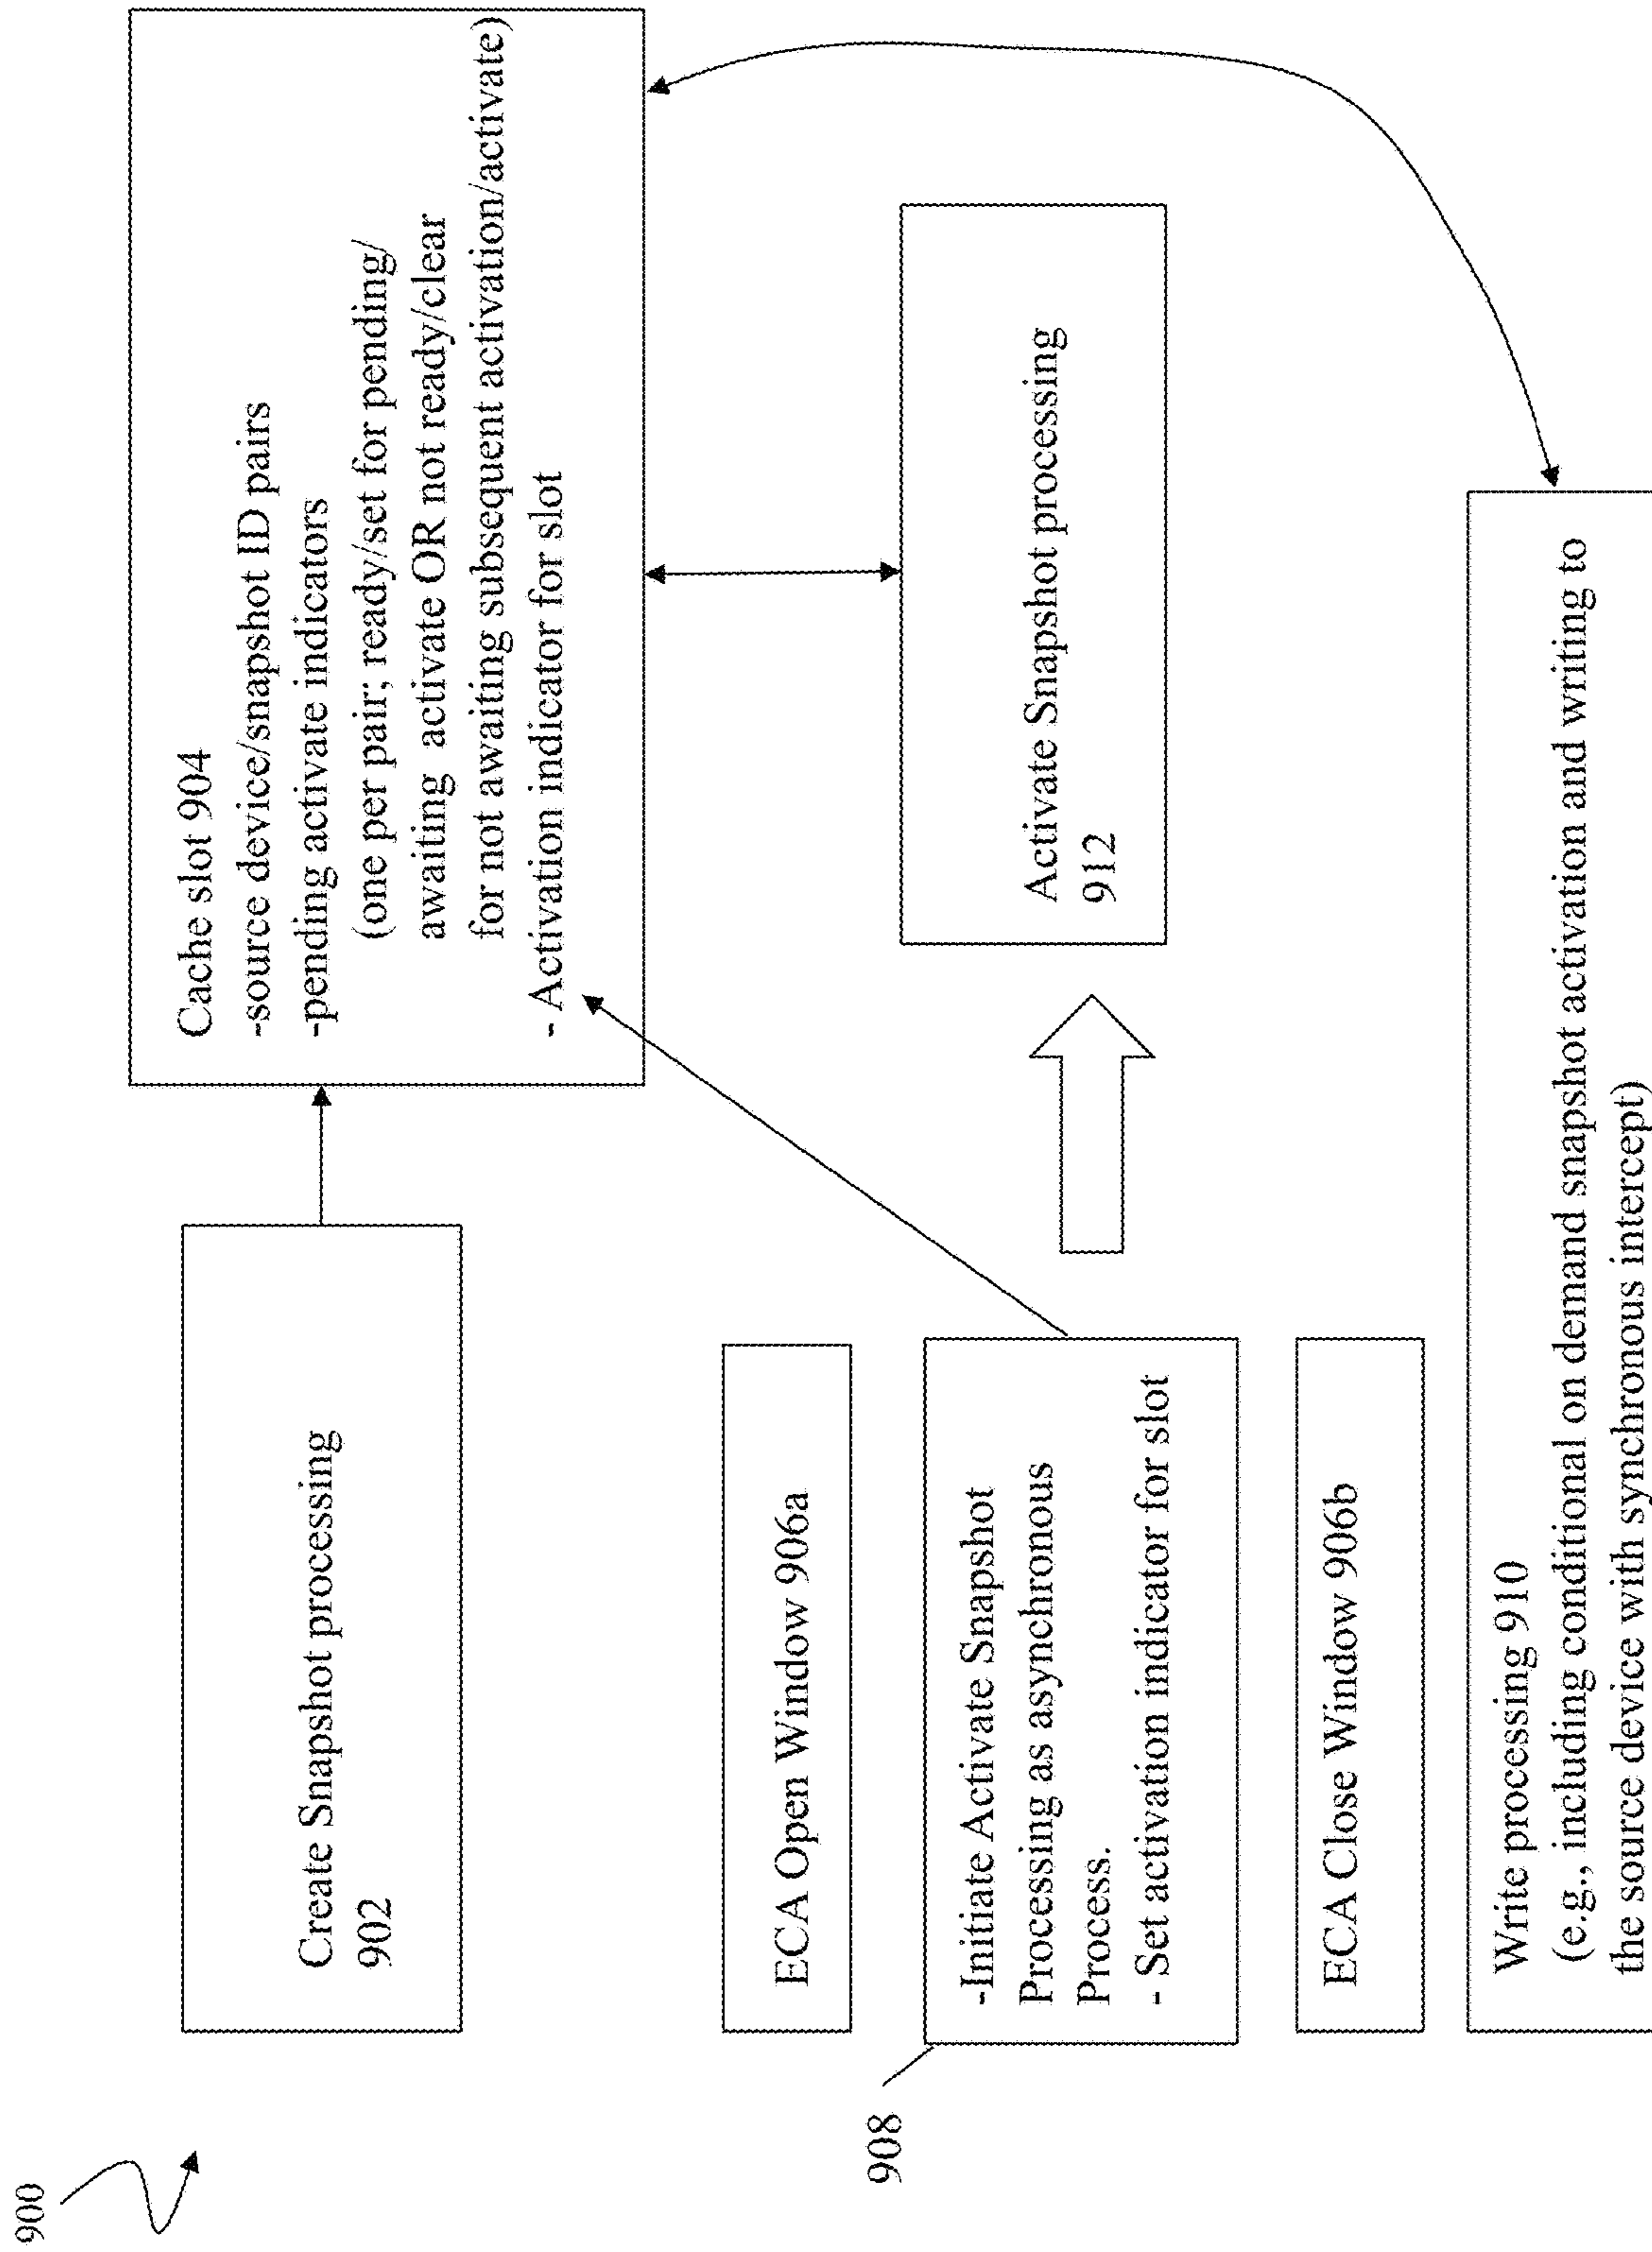 900
Create Snapshot processing
902
Cache slot 904
-source device/snapshot ID pairs
-pending activate indicators
(one per pair; ready/set for pending/
awaiting activate OR not ready/clear
for not awaiting subsequent activation/activate)
- Activation indicator for slot
ECA Open Window 906a
908
-Initiate Activate Snapshot
Processing as asynchronous
Process.
- Set activation indicator for slot
Activate Snapshot processing
912
ECA Close Window 906b
Write processing 910
(e.g., including conditional on demand snapshot activation and writing to
the source device with synchronous intercept)